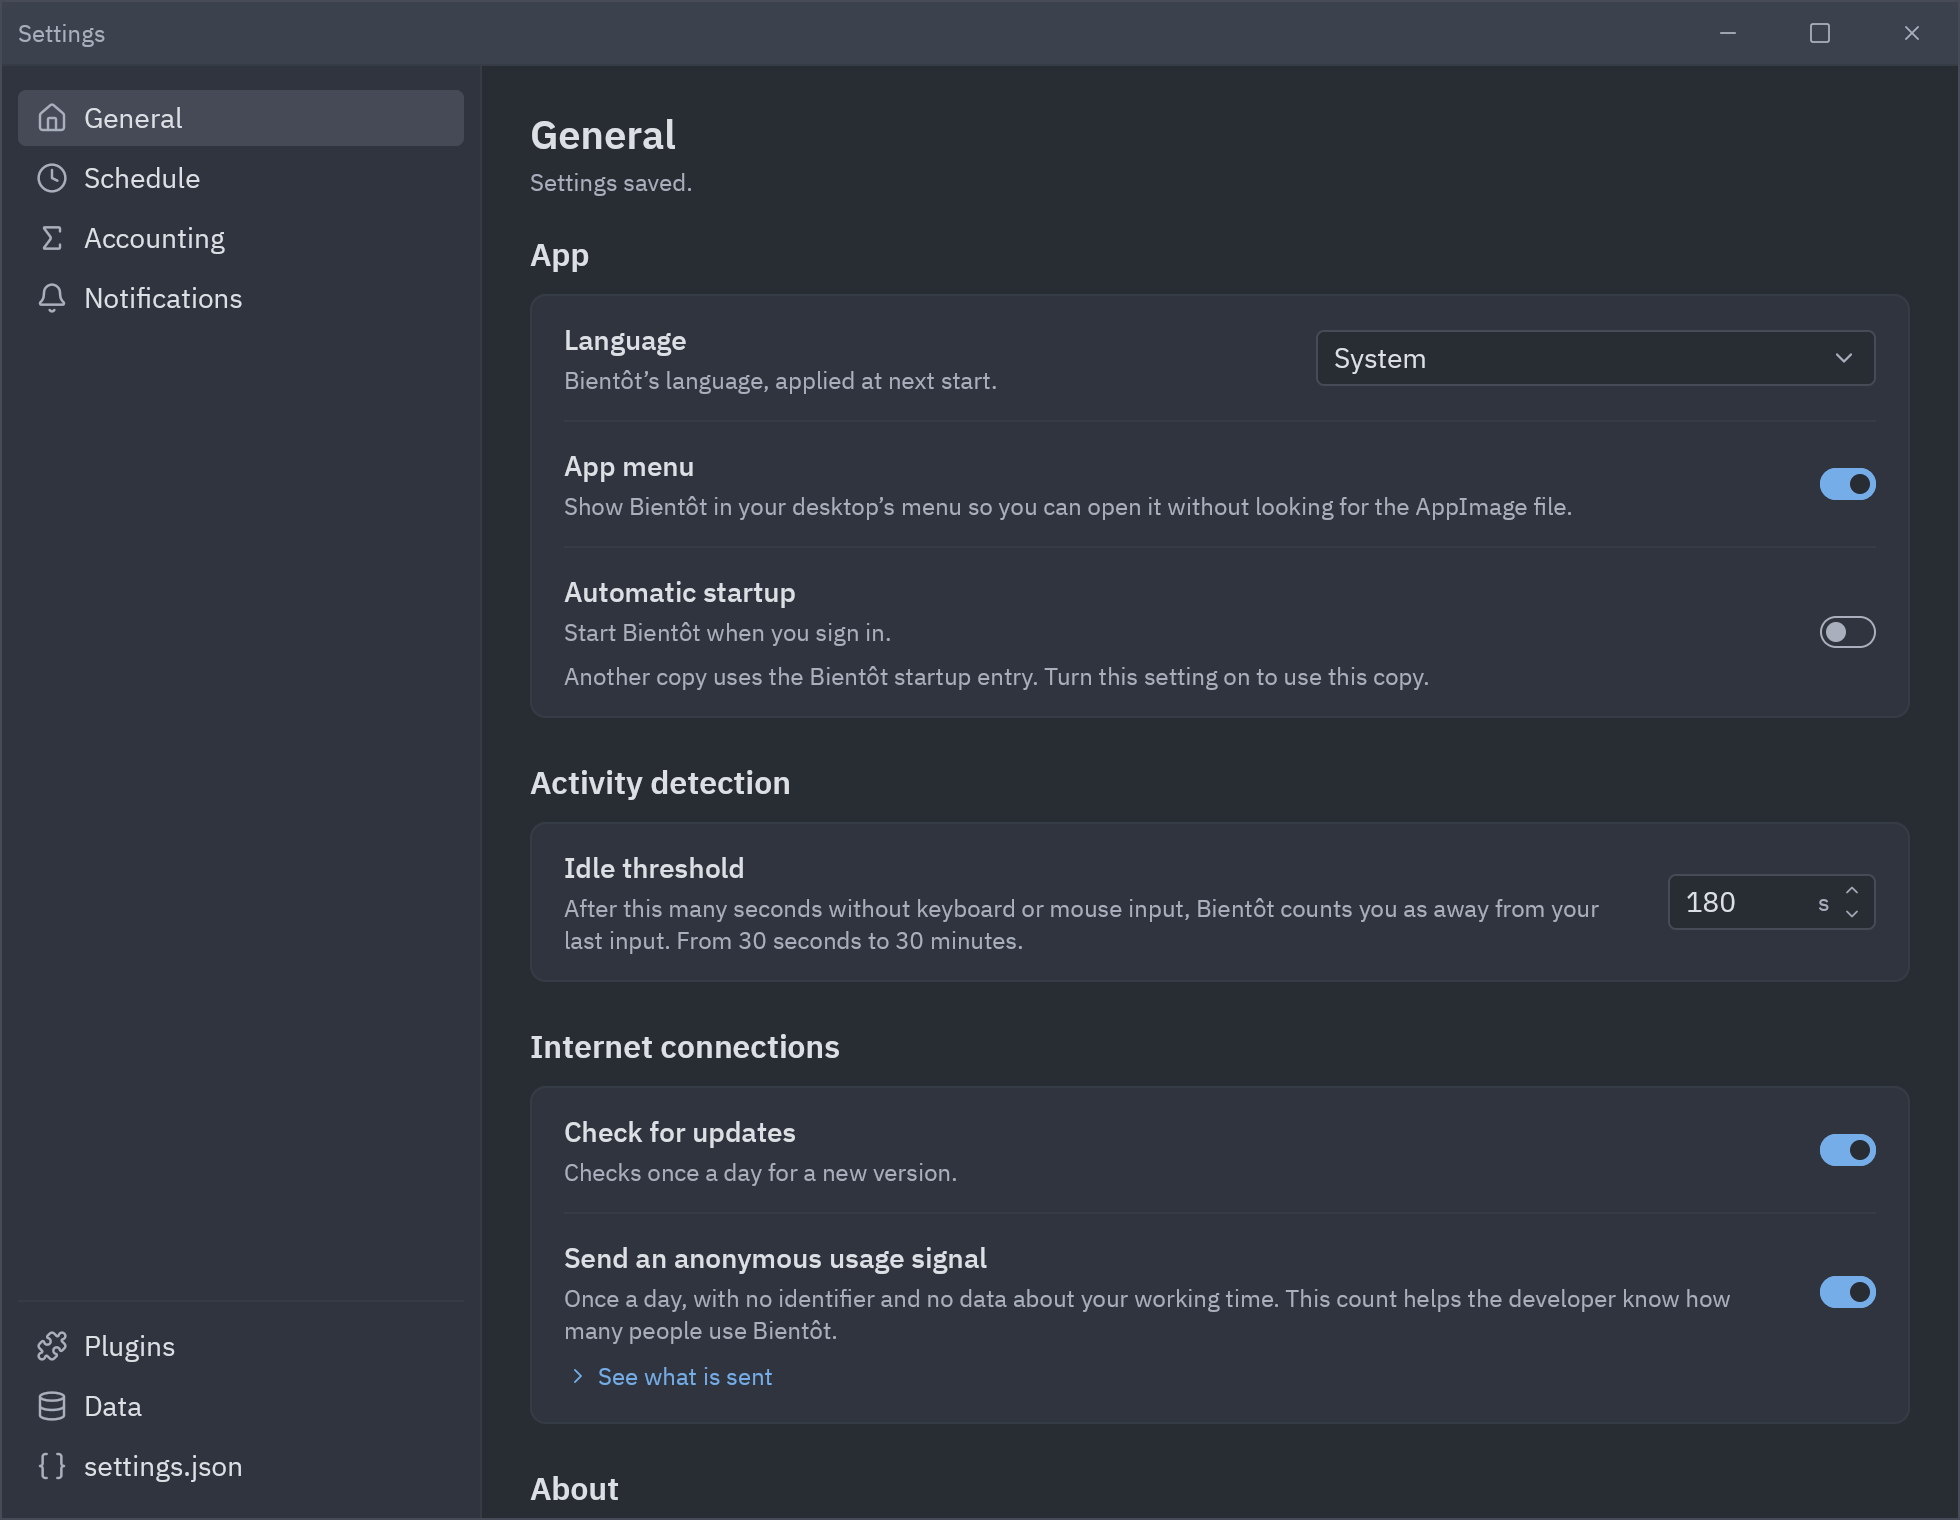 Settings
General
Schedule
Accounting
Notifications
Plugins
Data
settings.json
General
Settings saved.
App
Language
Bientôt’s language, applied at next start.
System
App menu
Show Bientôt in your desktop’s menu so you can open it without looking for the AppImage file.
Automatic startup
Start Bientôt when you sign in.
Another copy uses the Bientôt startup entry. Turn this setting on to use this copy.
Activity detection
Idle threshold
After this many seconds without keyboard or mouse input, Bientôt counts you as away from your
last input. From 30 seconds to 30 minutes.
180 s
Internet connections
Check for updates
Checks once a day for a new version.
Send an anonymous usage signal
Once a day, with no identifier and no data about your working time. This count helps the developer know how
many people use Bientôt.
See what is sent
About